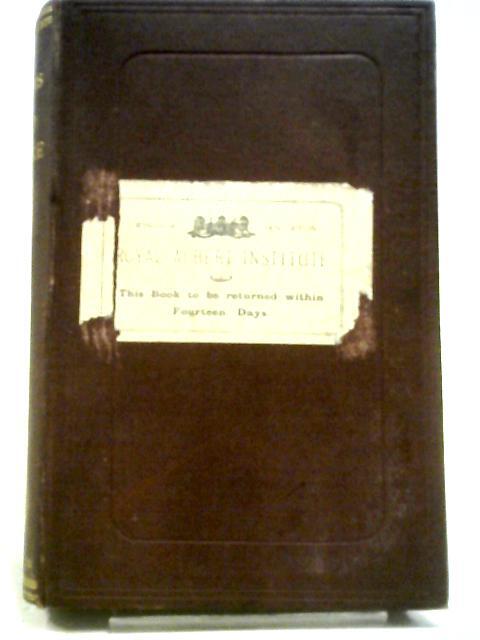 ROYAL ALBERT INSTITUTE
This Book to be returned within
Fourteen Days